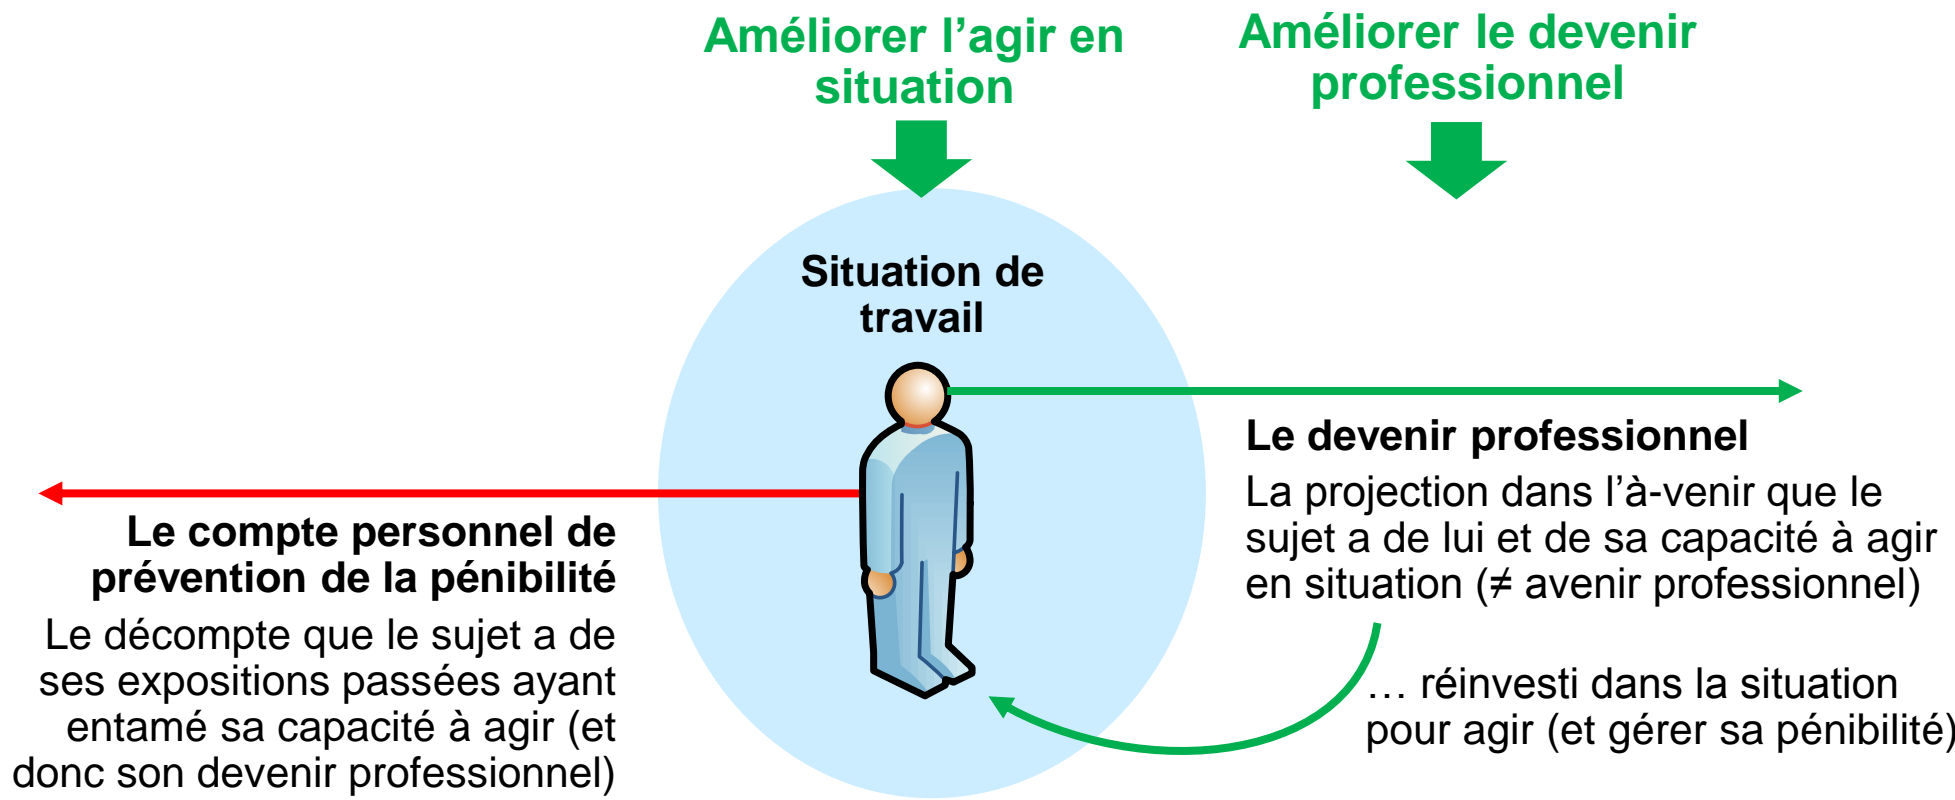 Améliorer l’agir en
situation
Améliorer le devenir
professionnel
Situation de
travail
Le compte personnel de
prévention de la pénibilité
Le décompte que le sujet a de
ses expositions passées ayant
entamé sa capacité à agir (et
donc son devenir professionnel)
Le devenir professionnel
La projection dans l’à-venir que le
sujet a de lui et de sa capacité à agir
en situation (≠ avenir professionnel)
… réinvesti dans la situation
pour agir (et gérer sa pénibilité)